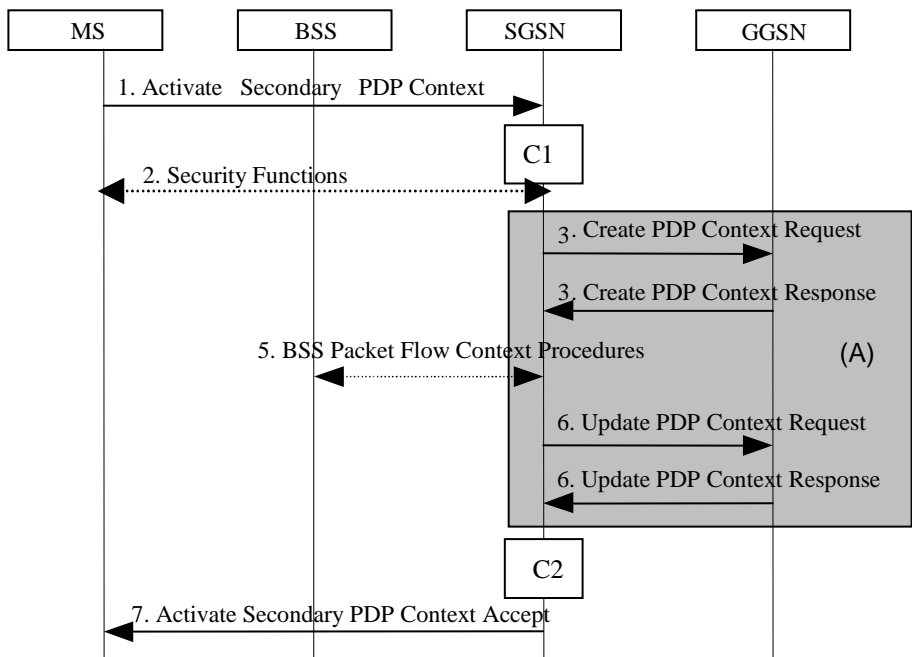 MS BSS SGSN GGSN
1. Activate Secondary PDP Context
C1
2. Security Functions
3. Create PDP Context Request
3. Create PDP Context Response
5. BSS Packet Flow Context Procedures
(A)
6. Update PDP Context Request
6. Update PDP Context Response
C2
7. Activate Secondary PDP Context Accept